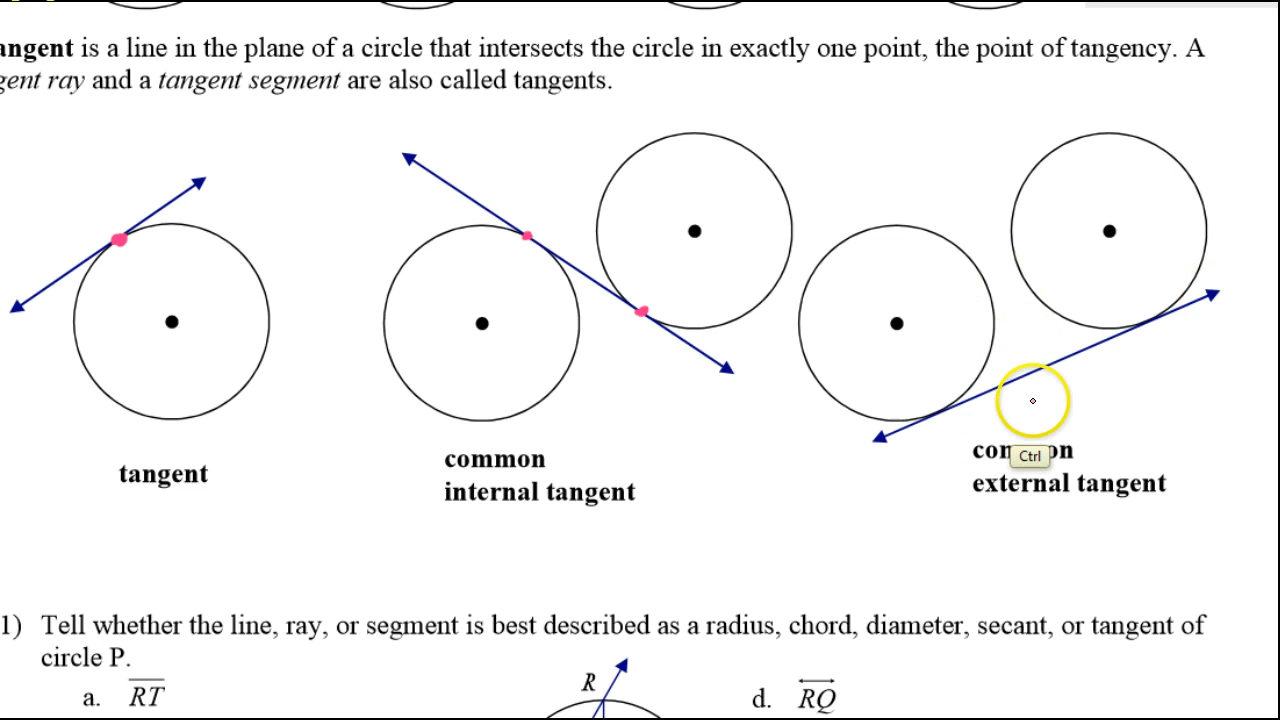 angent is a line in the plane of a circle that intersects the circle in exactly one point, the point of tangency. A
gent ray and a tangent segment are also called tangents.
tangent
common
internal tangent
con on
Ctrl
external tangent
1) Tell whether the line, ray, or segment is best described as a radius, chord, diameter, secant, or tangent of
circle P.
a. RT
R
d. RQ